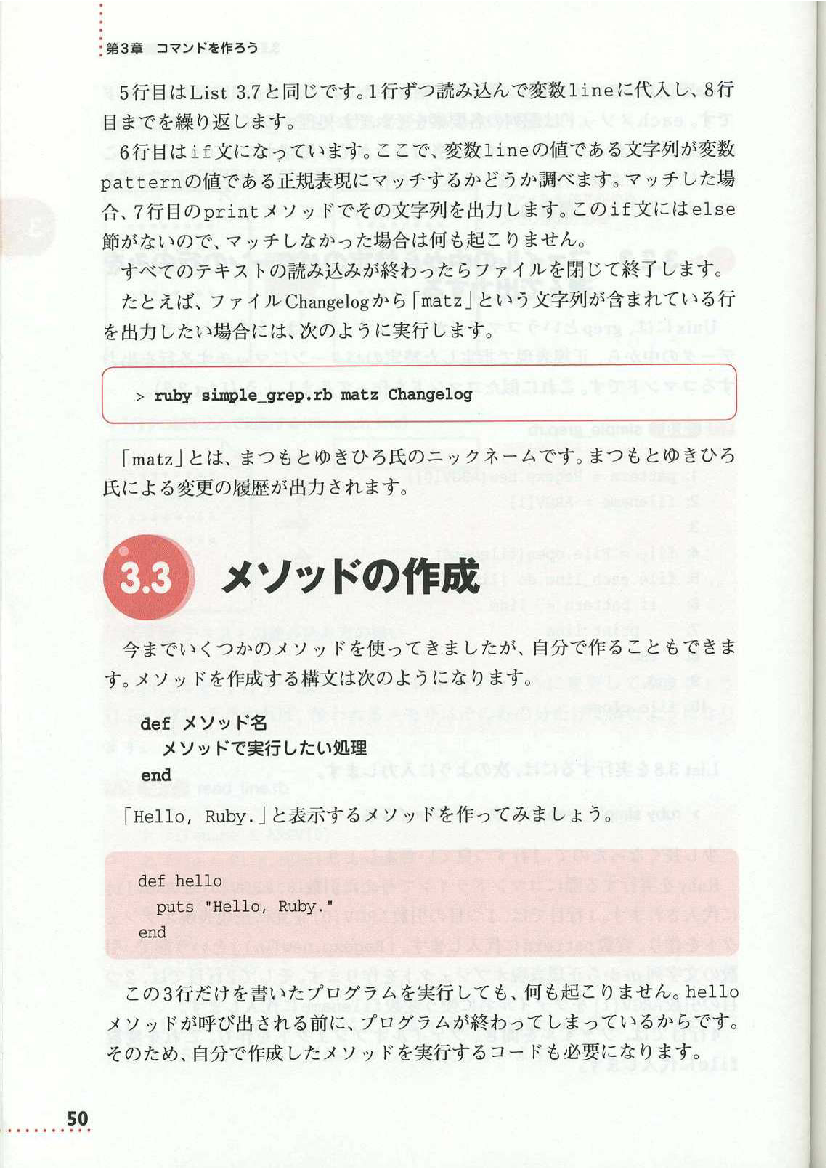 第3章 コマンドを作ろう
5行目はList 3.7と同じです。1行ずつ読み込んで変数lineに代入し、8行
目までを繰り返します。
6行目はif文になっています。ここで、変数lineの値である文字列が変数
patternの値である正規表現にマッチするかどうか調べます。マッチした場
合、7行目のprintメソッドでその文字列を出力します。このif文にはelse
節がないので、マッチしなかった場合は何も起こりません。
すべてのテキストの読み込みが終わったらファイルを閉じて終了します。
たとえば、ファイルChangelogから「matz」という文字列が含まれている行
を出力したい場合には、次のように実行します。
> ruby simple_grep.rb matz Changelog
「matz」とは、まつもとゆきひろ氏のニックネームです。まつもとゆきひろ
氏による変更の履歴が出力されます。
3.3 メソッドの作成
今までいくつかのメソッドを使ってきましたが、自分で作ることもできま
す。メソッドを作成する構文は次のようになります。
def メソッド名
メソッドで実行したい処理
end
「Hello, Ruby.」と表示するメソッドを作ってみましょう。
def hello
puts "Hello, Ruby."
end
この3行だけを書いたプログラムを実行しても、何も起こりません。hello
メソッドが呼び出される前に、プログラムが終わってしまっているからです。
そのため、自分で作成したメソッドを実行するコードも必要になります。
50